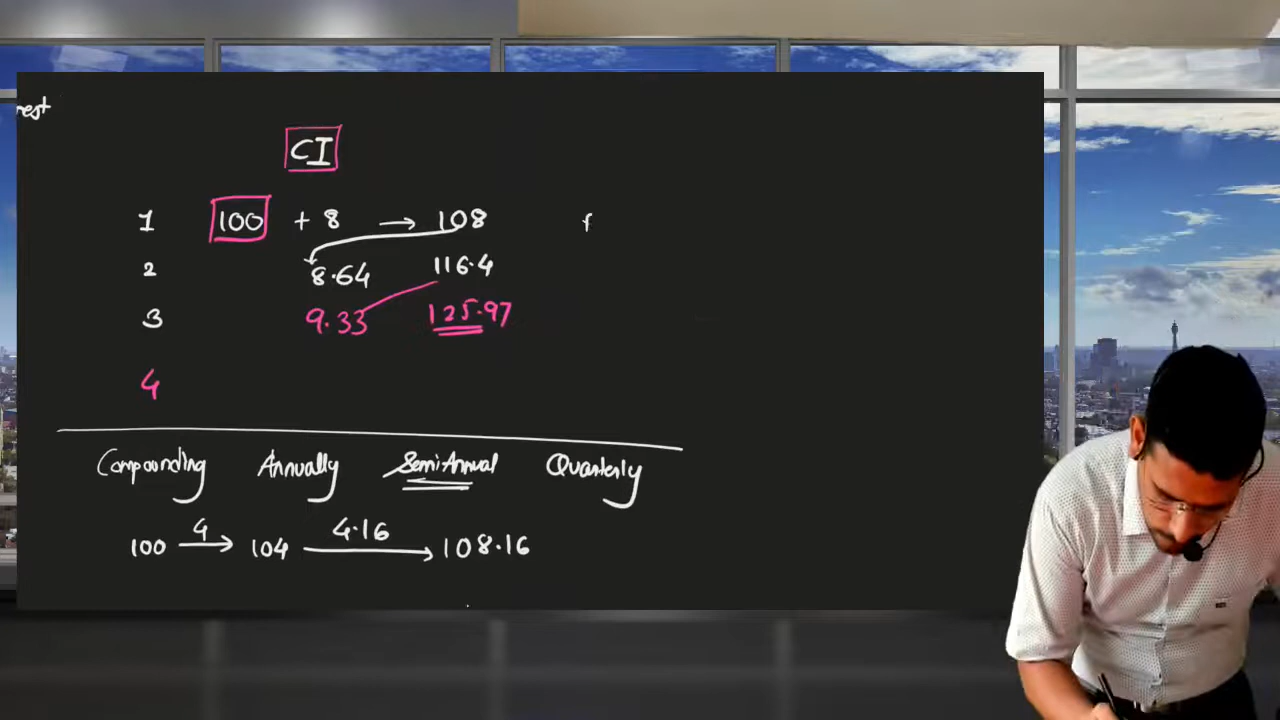 rest
CI
1 100 + 8 → 108
2 8.64 116.4
3 9.33 125.97
4
Compounding Annually SemiAnnual Quarterly
100 4→ 104 4.16→ 108.16